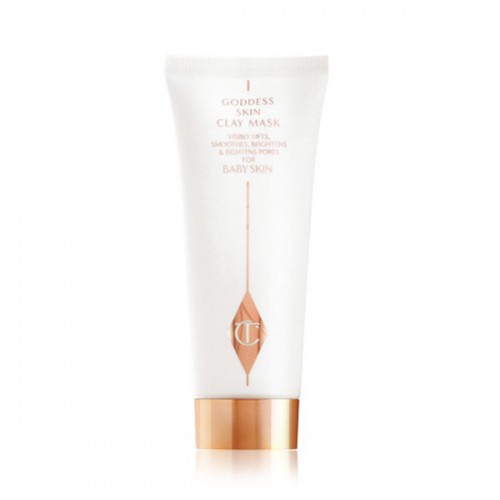 GODDESS
SKIN
CLAY MASK
VISIBLY LIFTS,
SMOOTHES, BRIGHTENS
& TIGHTENS PORES
FOR
BABY SKIN
CT